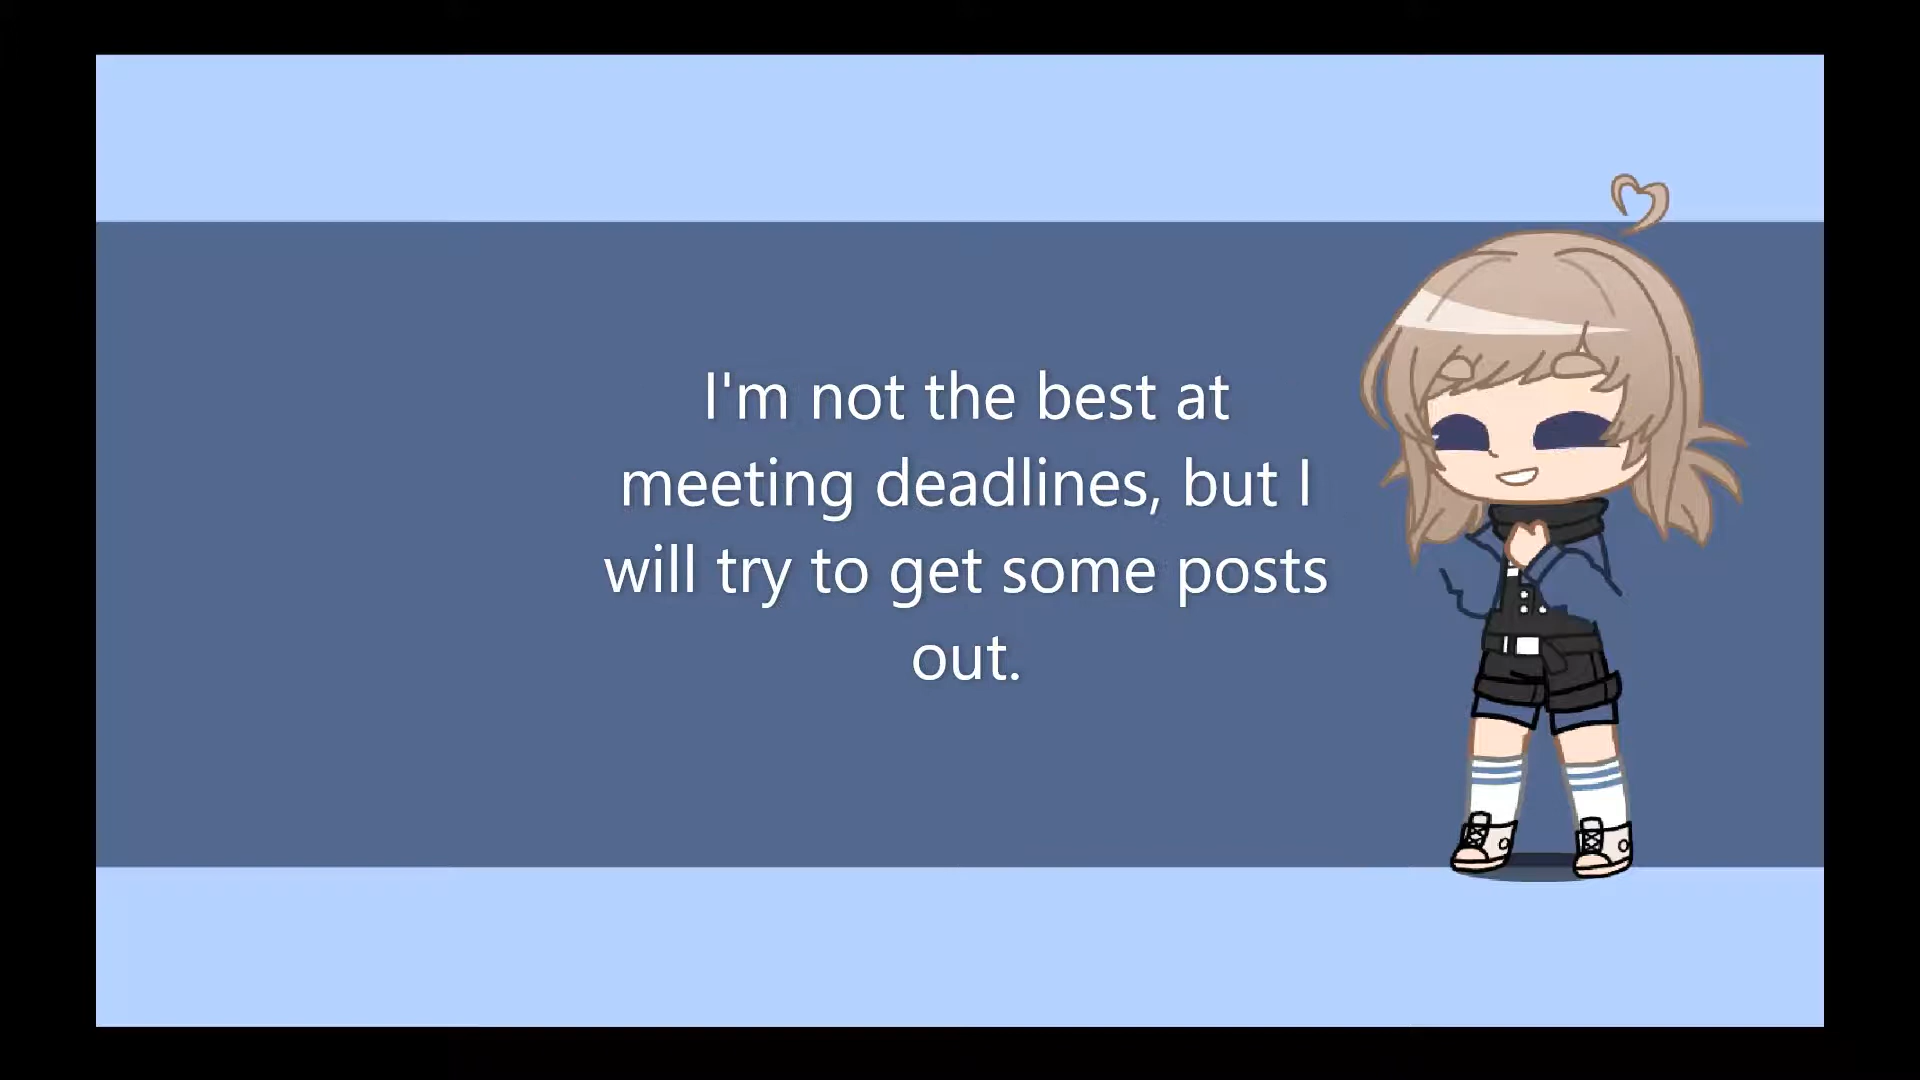 I'm not the best at
meeting deadlines, but I
will try to get some posts
out.